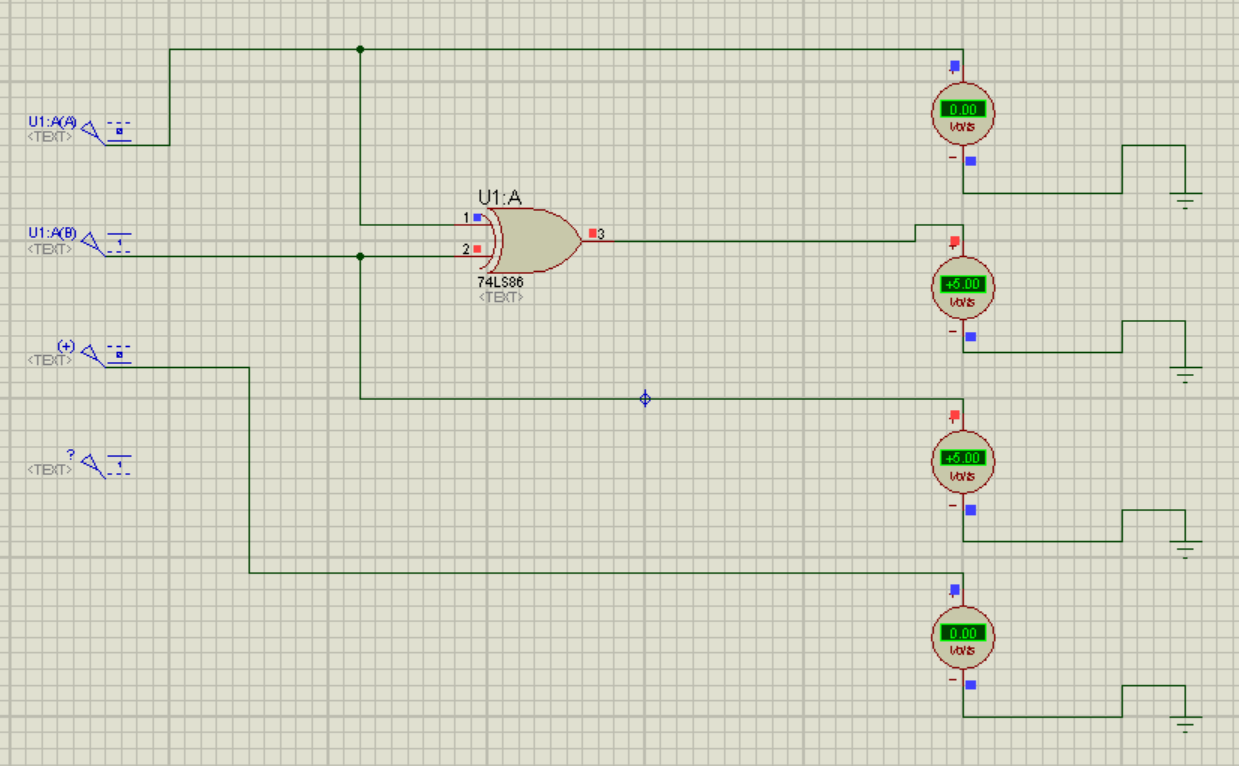 U1:A(A)
<TEXT>
0
0.00
Volts
U1:A
1
3
U1:A(B)
<TEXT>
1
2
74LS86
<TEXT>
+5.00
Volts
(+)
<TEXT>
0
?
<TEXT>
1
+5.00
Volts
0.00
Volts